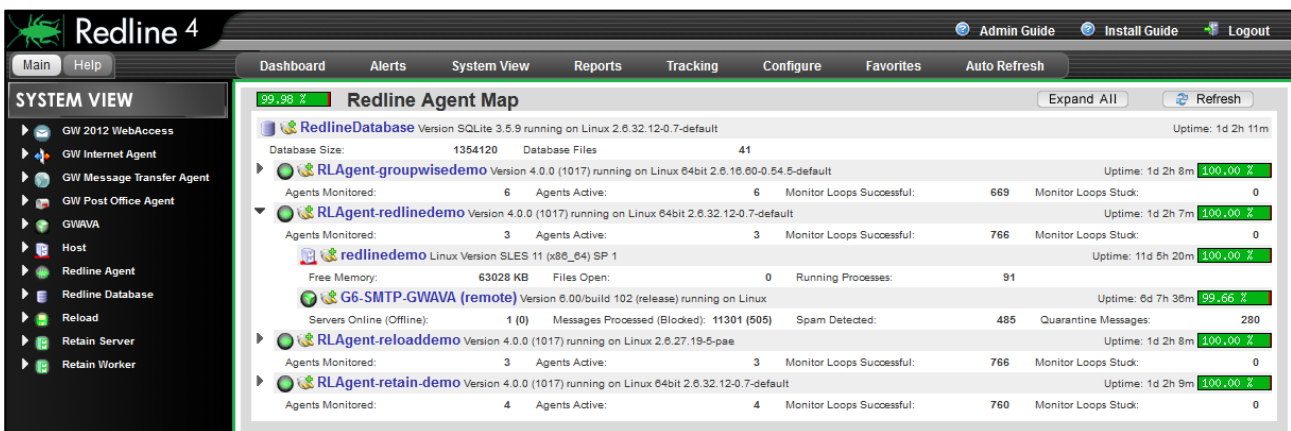 Redline 4
Admin Guide Install Guide Logout
Main Help
Dashboard Alerts System View Reports Tracking Configure Favorites Auto Refresh
SYSTEM VIEW
GW 2012 WebAccess
GW Internet Agent
GW Message Transfer Agent
GW Post Office Agent
GWAVA
Host
Redline Agent
Redline Database
Reload
Retain Server
Retain Worker
99.98 % Redline Agent Map Expand All Refresh
RedlineDatabase Version SQLite 3.5.9 running on Linux 2.6.32.12-0.7-default Uptime: 1d 2h 11m
Database Size: 1354120 Database Files 41
RLAgent-groupwisedemo Version 4.0.0 (1017) running on Linux 64bit 2.6.16.60-0.54.5-default Uptime: 1d 2h 8m 100.00 %
Agents Monitored: 6 Agents Active: 6 Monitor Loops Successful: 669 Monitor Loops Stuck: 0
RLAgent-redlinedemo Version 4.0.0 (1017) running on Linux 64bit 2.6.32.12-0.7-default Uptime: 1d 2h 7m 100.00 %
Agents Monitored: 3 Agents Active: 3 Monitor Loops Successful: 766 Monitor Loops Stuck: 0
redlinedemo Linux Version SLES 11 (x86_64) SP 1 Uptime: 11d 5h 20m 100.00 %
Free Memory: 63028 KB Files Open: 0 Running Processes: 91
G6-SMTP-GWAVA (remote) Version 6.00/build 102 (release) running on Linux Uptime: 6d 7h 36m 99.66 %
Servers Online (Offline): 1 (0) Messages Processed (Blocked): 11301 (505) Spam Detected: 485 Quarantine Messages: 280
RLAgent-reloaddemo Version 4.0.0 (1017) running on Linux 2.6.27.19-5-pae Uptime: 1d 2h 8m 100.00 %
Agents Monitored: 3 Agents Active: 3 Monitor Loops Successful: 766 Monitor Loops Stuck: 0
RLAgent-retain-demo Version 4.0.0 (1017) running on Linux 64bit 2.6.32.12-0.7-default Uptime: 1d 2h 9m 100.00 %
Agents Monitored: 4 Agents Active: 4 Monitor Loops Successful: 760 Monitor Loops Stuck: 0